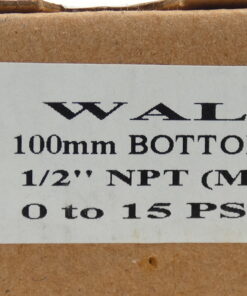 WAL
100mm BOTTO
1/2" NPT (M
0 to 15 PS